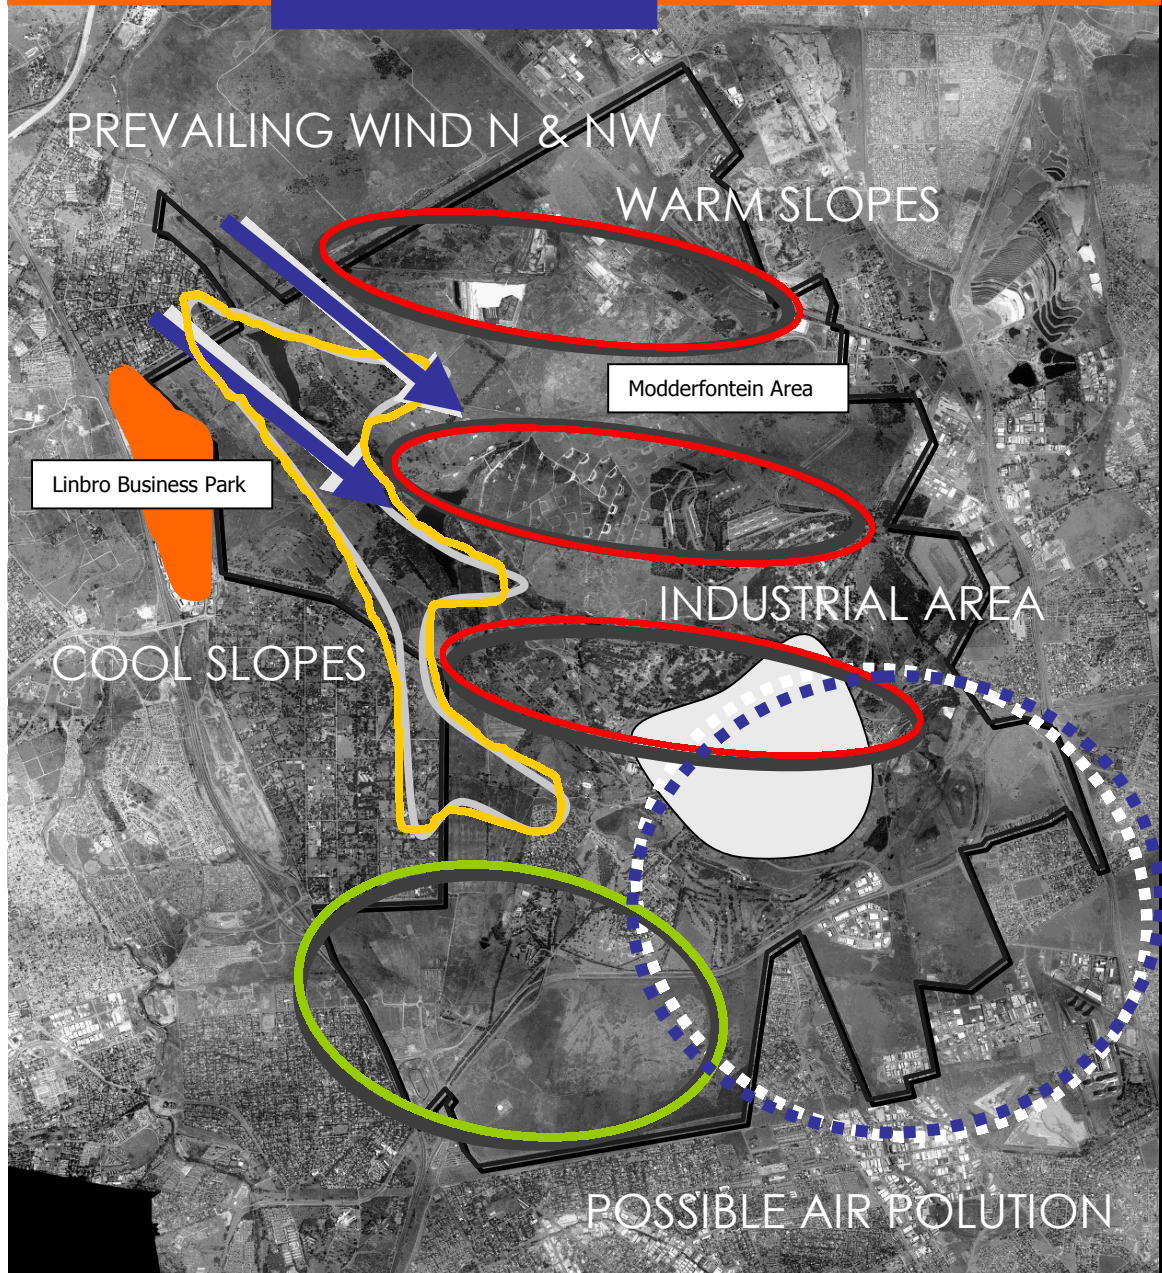 PREVAILING WIND N & NW
WARM SLOPES
Modderfontein Area
Linbro Business Park
INDUSTRIAL AREA
COOL SLOPES
POSSIBLE AIR POLUTION